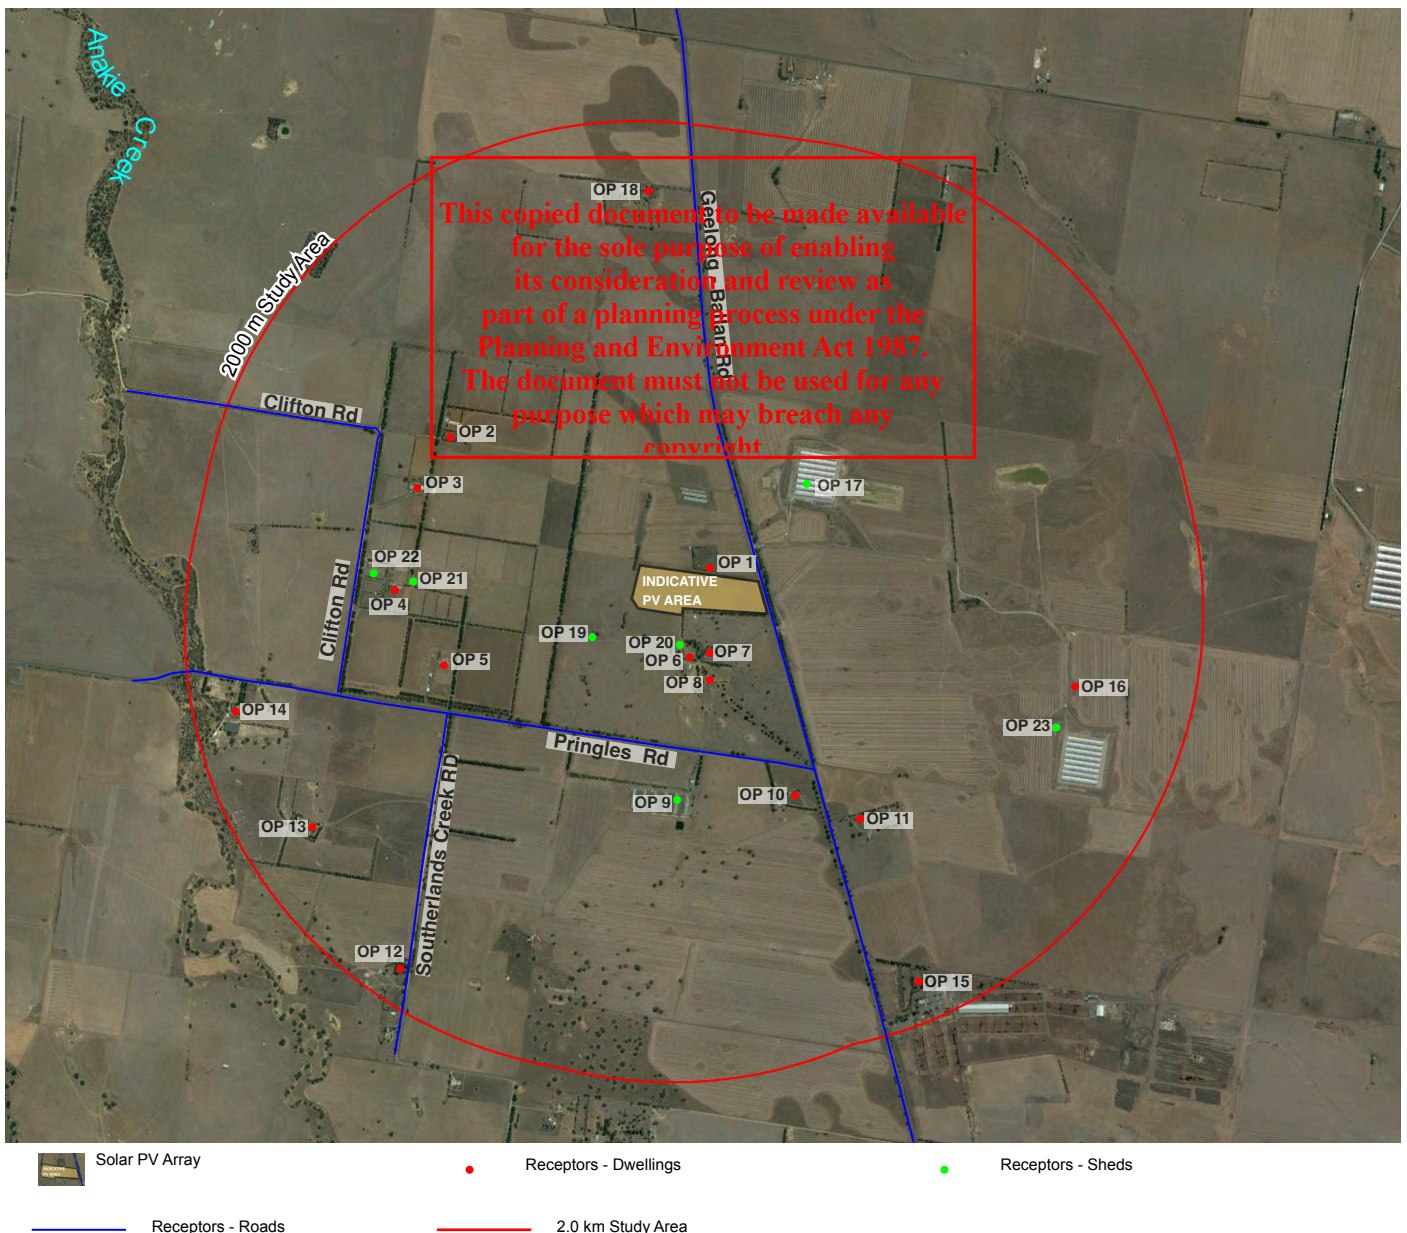 Anakie
Creek
OP 18
This copied document to be made available
for the sole purpose of enabling
its consideration and review as
part of a planning process under the
Planning and Environment Act 1987.
The document must not be used for any
purpose which may breach any
copyright
Geelong - Ballan Rd
2000 m Study Area
Clifton Rd
OP 2
OP 3
OP 17
OP 22
OP 21
OP 4
Clifton Rd
OP 1
INDICATIVE
PV AREA
OP 19
OP 20
OP 7
OP 6
OP 5
OP 8
OP 16
OP 14
OP 23
Pringles Rd
Southerlands Creek RD
OP 9
OP 10
OP 11
OP 13
OP 12
OP 15
INDICATIVE
PV AREA
Solar PV Array
Receptors - Dwellings
Receptors - Sheds
Receptors - Roads
2.0 km Study Area